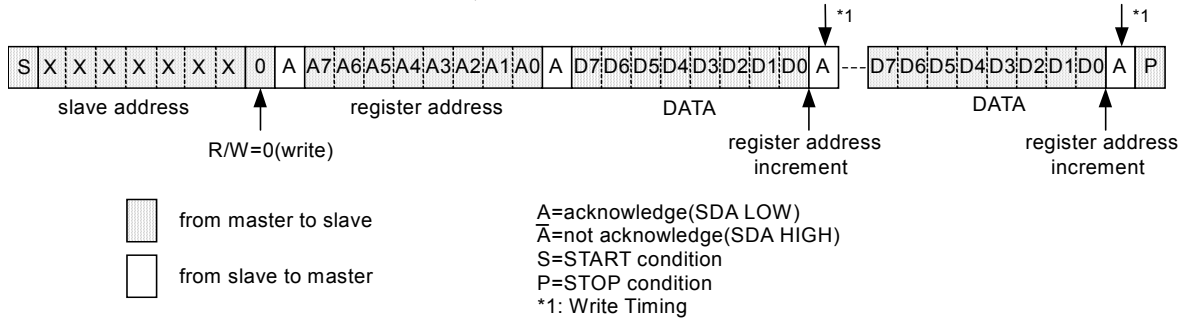 *1 *1
S X X X X X X X 0 A A7 A6 A5 A4 A3 A2 A1 A0 A D7 D6 D5 D4 D3 D2 D1 D0 A D7 D6 D5 D4 D3 D2 D1 D0 A P
slave address register address DATA DATA
R/W=0(write)
register address
increment
register address
increment
from master to slave
from slave to master
A=acknowledge(SDA LOW)
A̅=not acknowledge(SDA HIGH)
S=START condition
P=STOP condition
*1: Write Timing